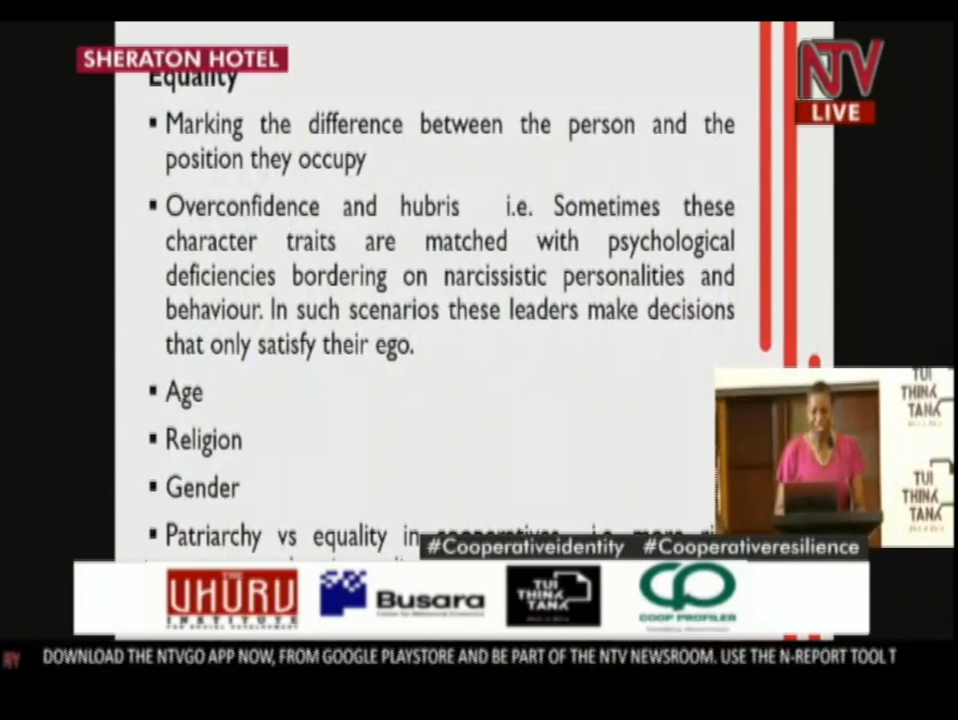 SHERATON HOTEL
NTV
LIVE
Equality
▪ Marking the difference between the person and the
position they occupy
▪ Overconfidence and hubris i.e. Sometimes these
character traits are matched with psychological
deficiencies bordering on narcissistic personalities and
behaviour. In such scenarios these leaders make decisions
that only satisfy their ego.
▪ Age
▪ Religion
▪ Gender
▪ Patriarchy vs equality in
TUI
THINK
TANK
TUI
THINK
TANK
#Cooperativeidentity #Cooperativeresilience
THE
UHURU
INSTITUTE
FOR SOCIAL DEVELOPMENT
Busara
TUI
THINK
TANK
COOP PROFILER
DOWNLOAD THE NTVGO APP NOW, FROM GOOGLE PLAYSTORE AND BE PART OF THE NTV NEWSROOM. USE THE N-REPORT TOOL T